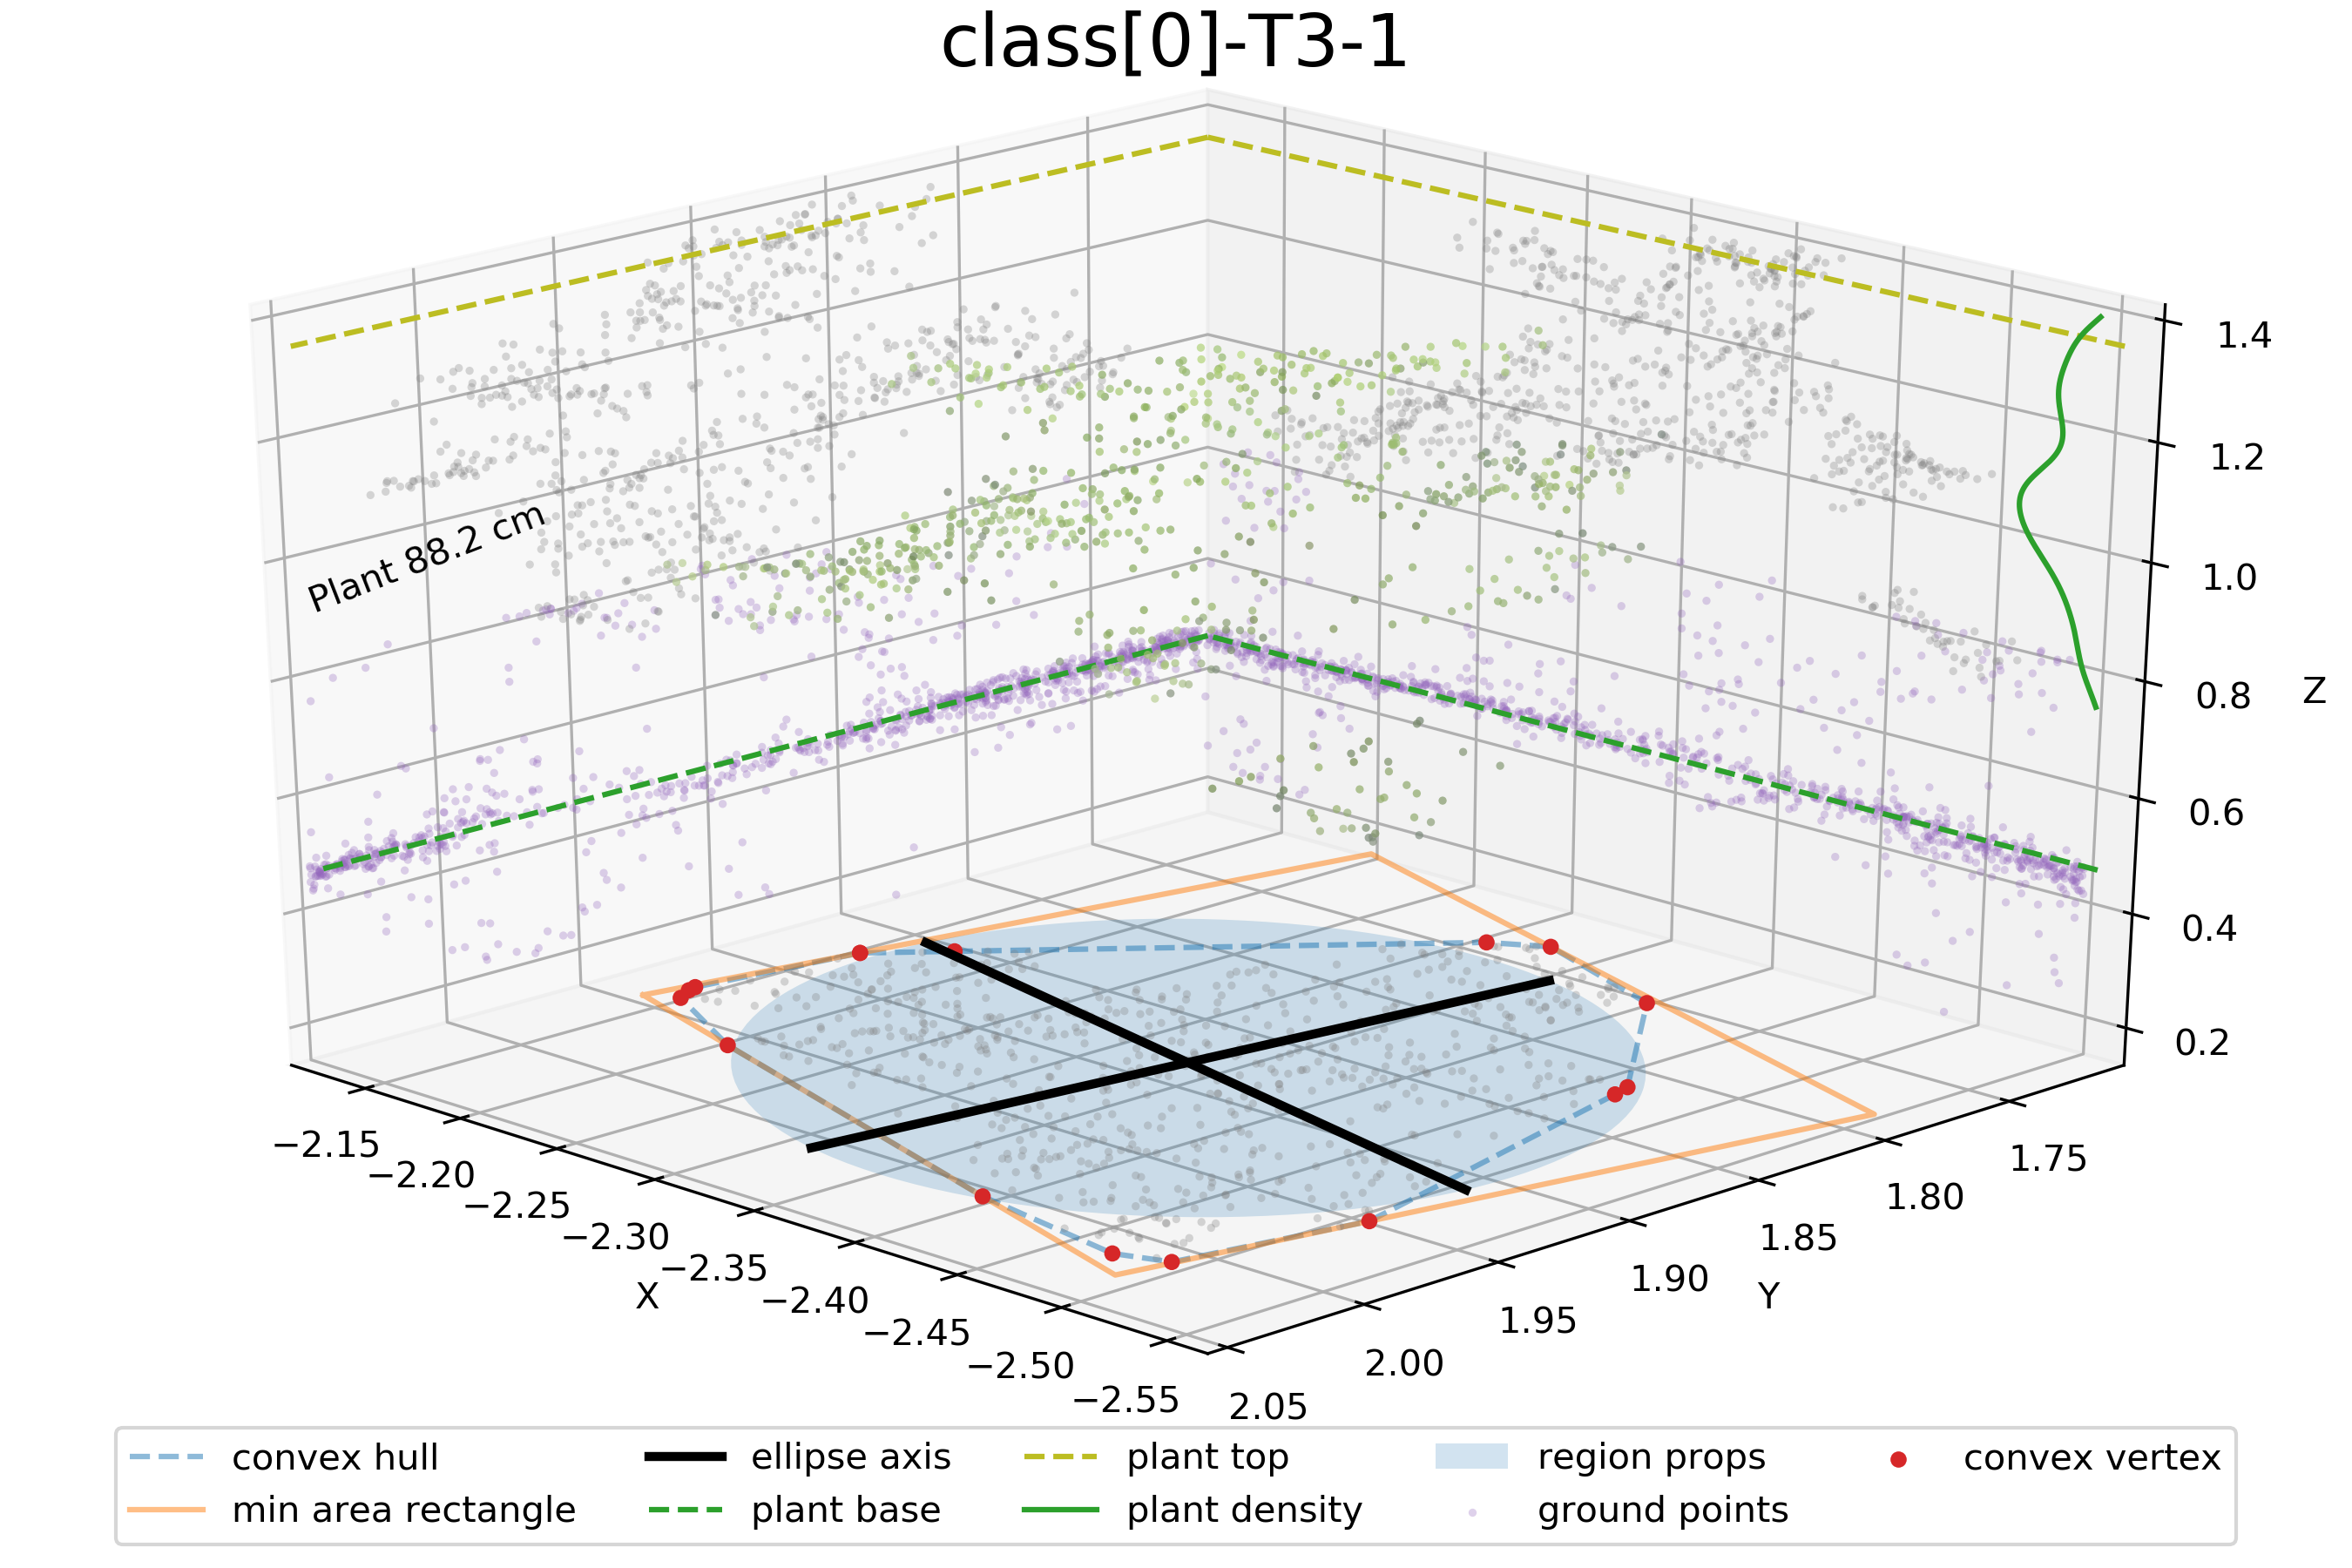 class[0]-T3-1
Plant 88.2 cm
1.4
1.2
1.0
0.8
0.6
0.4
0.2
Z
−2.15
−2.20
−2.25
−2.30
−2.35
−2.40
−2.45
−2.50
−2.55
X
2.05
2.00
1.95
1.90
1.85
1.80
1.75
Y
convex hull
min area rectangle
ellipse axis
plant base
plant top
plant density
region props
ground points
convex vertex